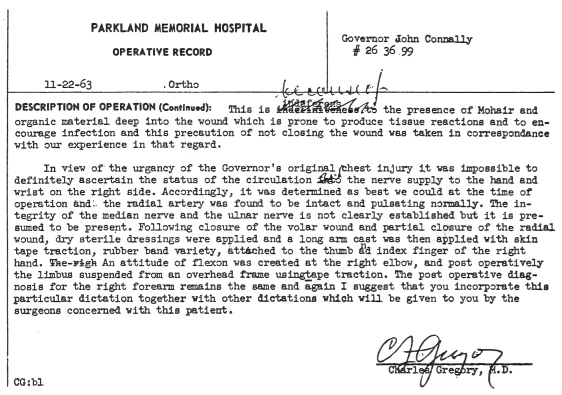 PARKLAND MEMORIAL HOSPITAL
OPERATIVE RECORD
Governor John Connally
# 26 36 99
11-22-63 .Ortho
because of
DESCRIPTION OF OPERATION (Continued): This is to the presence of Mohair and
organic material deep into the wound which is prone to produce tissue reactions and to en-
courage infection and this precaution of not closing the wound was taken in correspondence
with our experience in that regard.
In view of the urgancy of the Governor's original chest injury it was impossible to
definitely ascertain the status of the circulation the nerve supply to the hand and
wrist on the right side. Accordingly, it was determined as best we could at the time of
operation and. the radial artery was found to be intact and pulsating normally. The in-
tegrity of the median nerve and the ulnar nerve is not clearly established but it is pre-
sumed to be present. Following closure of the volar wound and partial closure of the radial
wound, dry sterile dressings were applied and a long arm cast was then applied with skin
tape traction, rubber band variety, attached to the thumb ad index finger of the right
hand. The righ An attitude of flexon was created at the right elbow, and post operatively
the limbus suspended from an overhead frame usingtape traction. The post operative diag-
nosis for the right forearm remains the same and again I suggest that you incorporate this
particular dictation together with other dictations which will be given to you by the
surgeons concerned with this patient.
Charles Gregory, M.D.
CG:bl